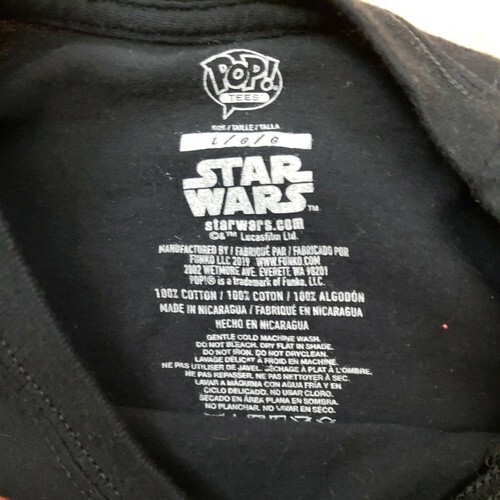 POP!
TEES
SIZE / TAILLE / TALLA
L / G / G
STAR
WARS™
starwars.com
©&™ Lucasfilm Ltd.
MANUFACTURED BY / FABRIQUÉ PAR / FABRICADO POR
FUNKO LLC 2019 WWW.FUNKO.COM
2802 WETMORE AVE. EVERETT, WA 98201
POP!® is a trademark of Funko, LLC.
100% COTTON / 100% COTON / 100% ALGODÓN
MADE IN NICARAGUA / FABRIQUÉ EN NICARAGUA
HECHO EN NICARAGUA
GENTLE COLD MACHINE WASH.
DO NOT BLEACH. DRY FLAT IN SHADE.
DO NOT IRON. DO NOT DRYCLEAN.
LAVAGE DÉLICAT À FROID EN MACHINE.
NE PAS UTILISER DE JAVEL. SÉCHAGE À PLAT À L'OMBRE.
NE PAS REPASSER. NE PAS NETTOYER À SEC.
LAVAR A MÁQUINA CON AGUA FRÍA Y EN
CICLO DELICADO. NO USAR CLORO.
SECADO EN ÁREA PLANA EN SOMBRA.
NO PLANCHAR. NO LAVAR EN SECO.